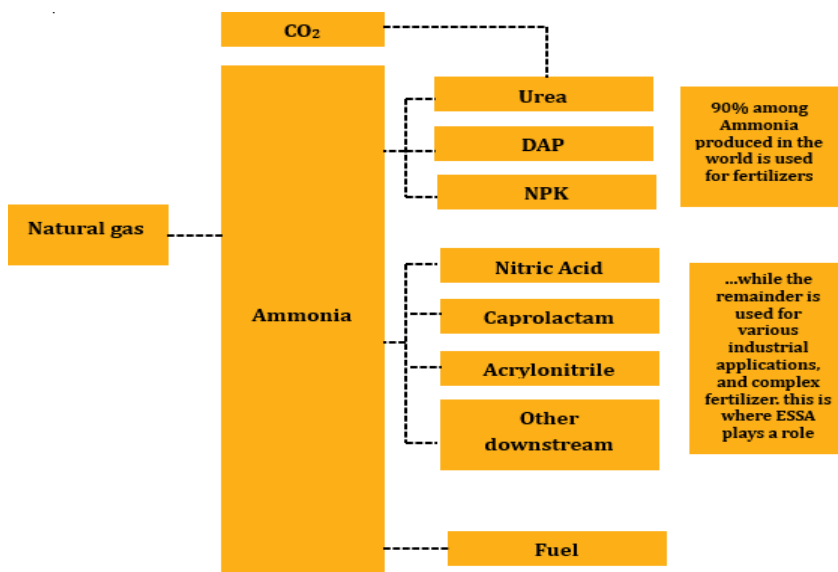 CO₂
Urea
DAP
NPK
90% among
Ammonia
produced in the
world is used
for fertilizers
Natural gas
Ammonia
Nitric Acid
Caprolactam
Acrylonitrile
Other
downstream
...while the
remainder is
used for
various
industrial
applications,
and complex
fertilizer. this is
where ESSA
plays a role
Fuel